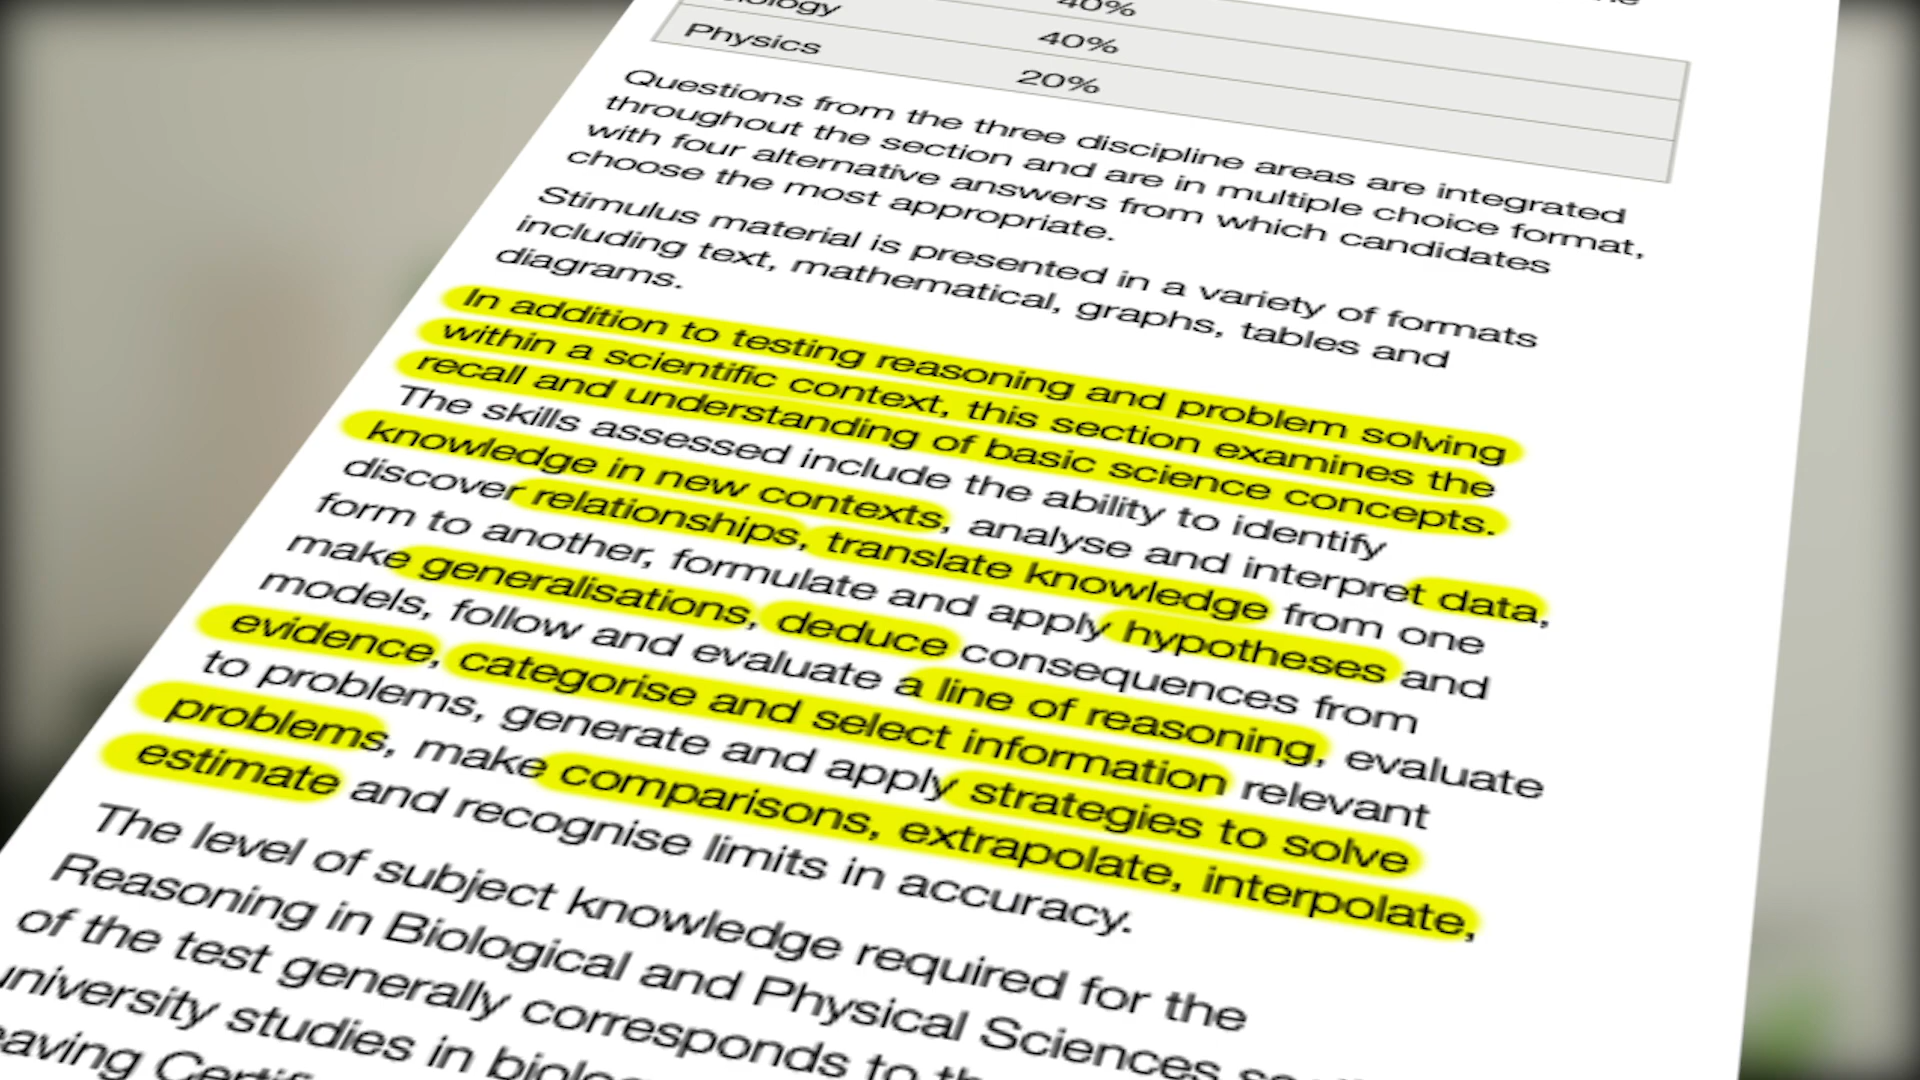 40%
Physics 40%
20%
Questions from the three discipline areas are integrated
throughout the section and are in multiple choice format,
with four alternative answers from which candidates
choose the most appropriate.
Stimulus material is presented in a variety of formats
including text, mathematical, graphs, tables and
diagrams.
In addition to testing reasoning and problem solving
within a scientific context, this section examines the
recall and understanding of basic science concepts.
The skills assessed include the ability to identify
knowledge in new contexts, analyse and interpret data,
discover relationships, translate knowledge from one
form to another, formulate and apply hypotheses and
make generalisations, deduce consequences from
models, follow and evaluate a line of reasoning, evaluate
evidence, categorise and select information relevant
to problems, generate and apply strategies to solve
problems, make comparisons, extrapolate, interpolate,
estimate and recognise limits in accuracy.
The level of subject knowledge required for the
Reasoning in Biological and Physical Sciences
of the test generally corresponds to
university studies in